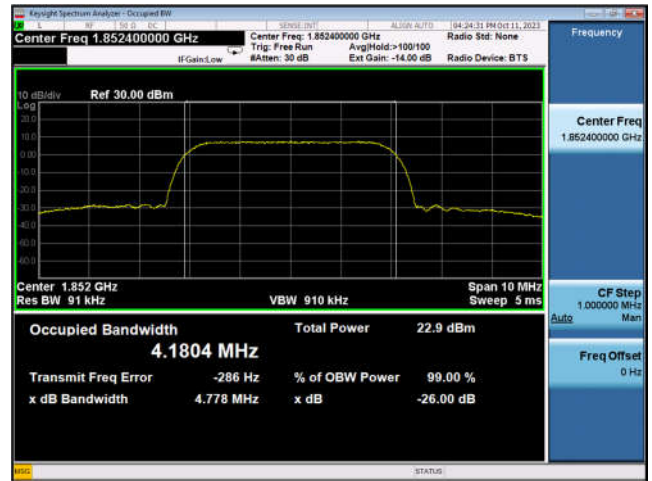 Keysight Spectrum Analyzer - Occupied BW
L RF 50 Ω DC SENSE:INT ALIGN AUTO 04:24:31 PM Oct 11, 2023
Center Freq 1.852400000 GHz
Center Freq: 1.852400000 GHz Radio Std: None
Trig: Free Run Avg|Hold:>100/100
IFGain:Low #Atten: 30 dB Ext Gain: -14.00 dB Radio Device: BTS
10 dB/div Ref 30.00 dBm
Log
20.0
10.0
0.00
-10.0
-20.0
-30.0
-40.0
-50.0
-60.0
Center 1.852 GHz Span 10 MHz
Res BW 91 kHz VBW 910 kHz Sweep 5 ms
Occupied Bandwidth Total Power 22.9 dBm
4.1804 MHz
Transmit Freq Error -286 Hz % of OBW Power 99.00 %
x dB Bandwidth 4.778 MHz x dB -26.00 dB
MSG STATUS
Frequency
Center Freq
1.852400000 GHz
CF Step
1.000000 MHz
Auto Man
Freq Offset
0 Hz